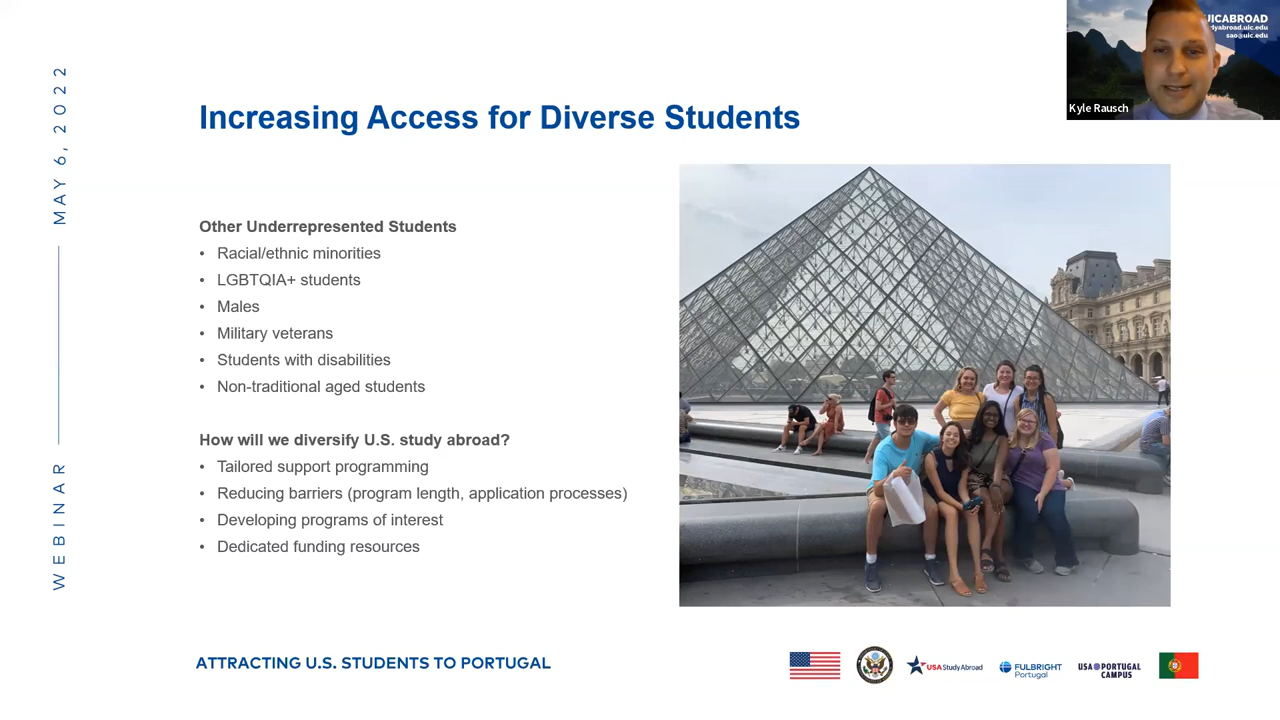 UICABROAD
dyabroad.uic.edu
sao@uic.edu
Kyle Rausch
MAY 6, 2022
WEBINAR
Increasing Access for Diverse Students
Other Underrepresented Students
• Racial/ethnic minorities
• LGBTQIA+ students
• Males
• Military veterans
• Students with disabilities
• Non-traditional aged students
How will we diversify U.S. study abroad?
• Tailored support programming
• Reducing barriers (program length, application processes)
• Developing programs of interest
• Dedicated funding resources
ATTRACTING U.S. STUDENTS TO PORTUGAL
USA StudyAbroad
FULBRIGHT
Portugal
USA@PORTUGAL
CAMPUS